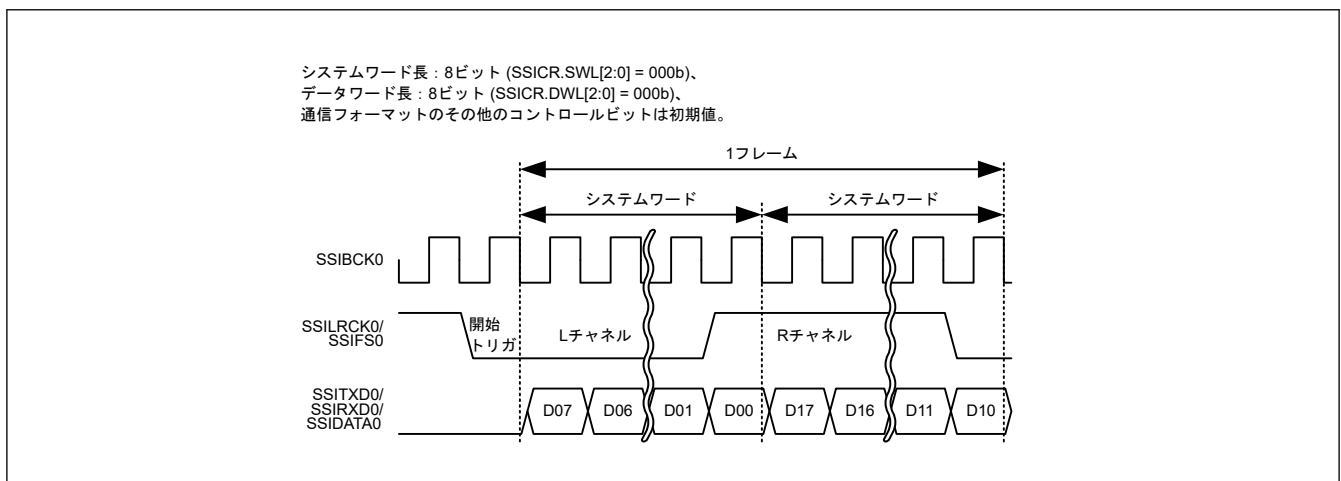 システムワード長：8ビット (SSICR.SWL[2:0] = 000b)、
データワード長：8ビット (SSICR.DWL[2:0] = 000b)、
通信フォーマットのその他のコントロールビットは初期値。
1フレーム
システムワード
システムワード
SSIBCK0
SSILRCK0/
SSIFS0
開始
トリガ
Lチャネル
Rチャネル
SSITXD0/
SSIRXD0/
SSIDATA0
D07
D06
D01
D00
D17
D16
D11
D10